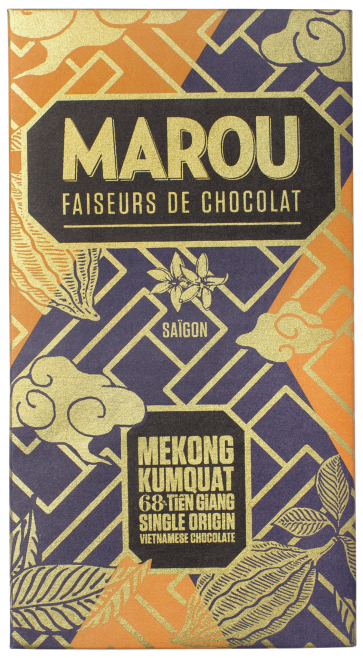 MAROU
FAISEURS DE CHOCOLAT
SAÏGON
MEKONG
KUMQUAT
68·TIỀN GIANG
SINGLE ORIGIN
VIETNAMESE CHOCOLATE